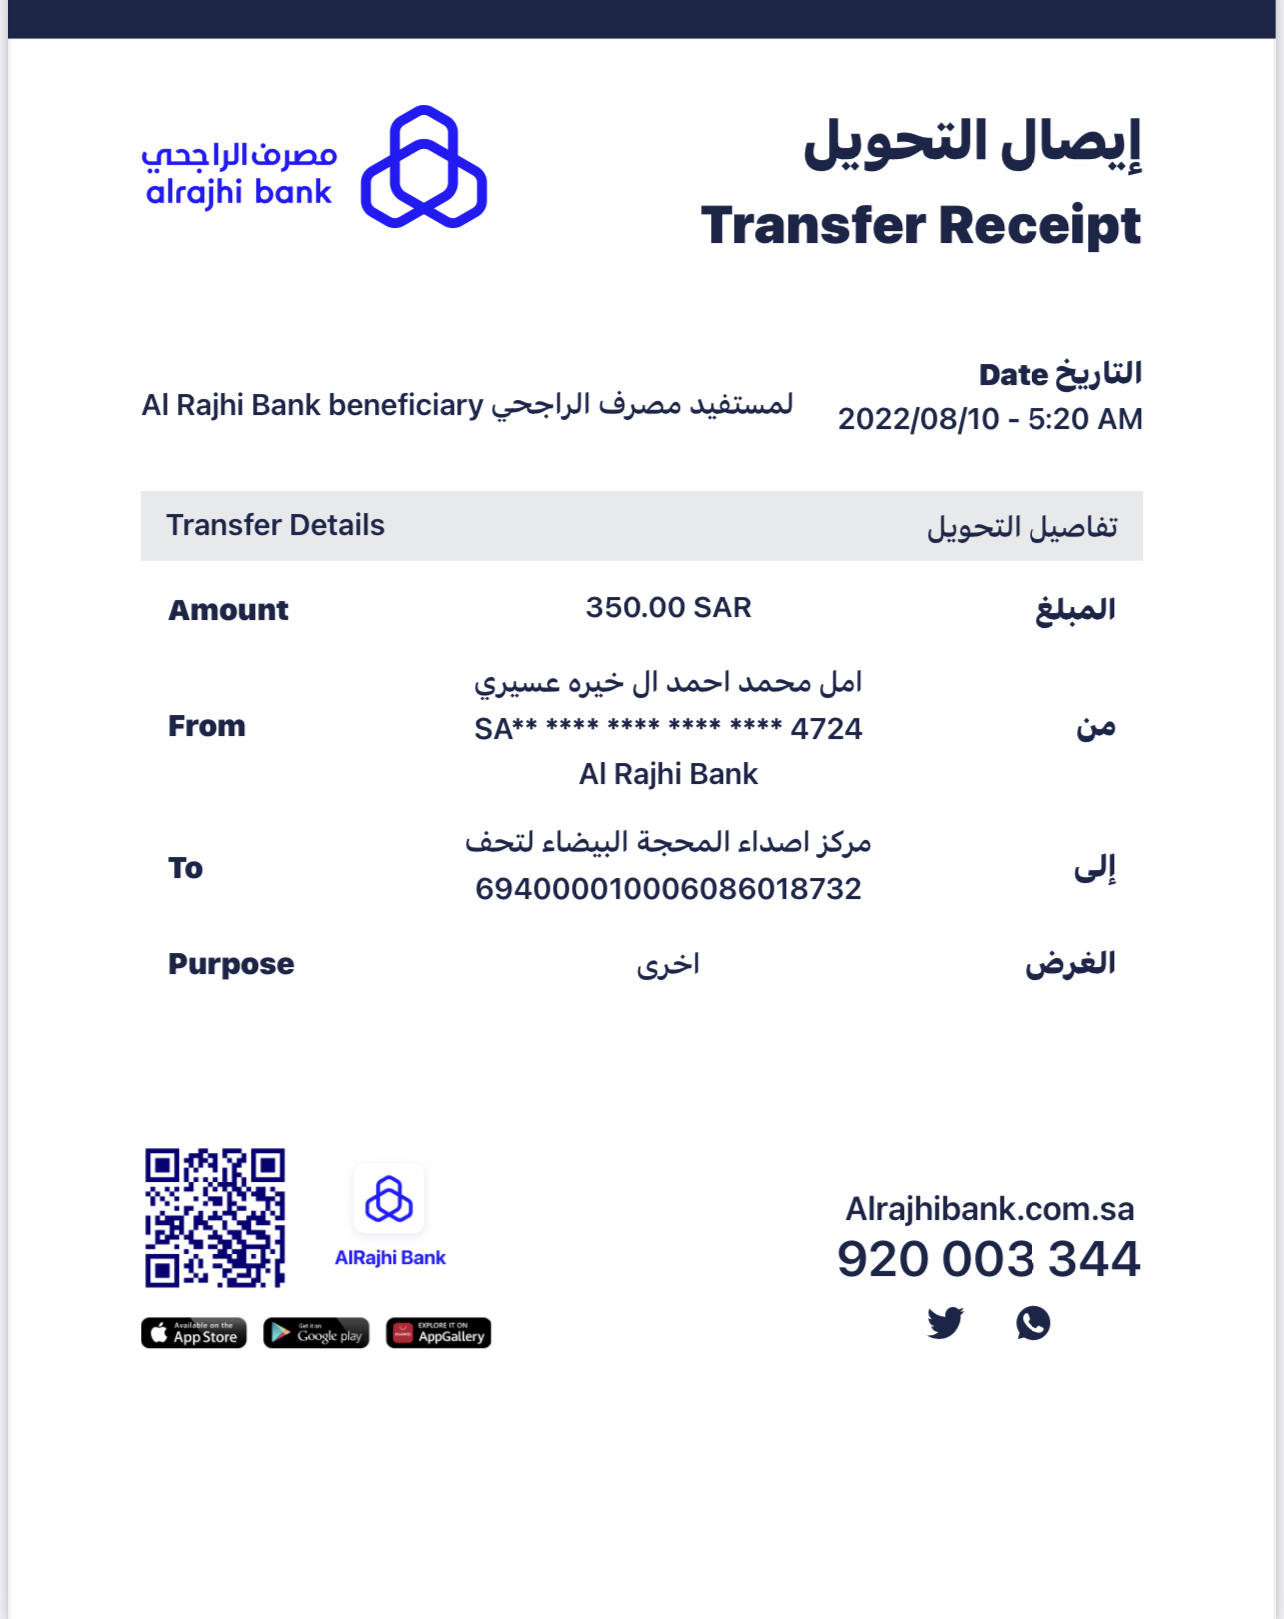 مصرف الراجحي
alrajhi bank
إيصال التحويل
Transfer Receipt
التاريخ Date
2022/08/10 - 5:20 AM
لمستفيد مصرف الراجحي Al Rajhi Bank beneficiary
Transfer Details تفاصيل التحويل
Amount 350.00 SAR المبلغ
امل محمد احمد ال خيره عسيري
From SA** **** **** **** **** 4724 من
Al Rajhi Bank
مركز اصداء المحجة البيضاء لتحف
To 694000010006086018732 إلى
Purpose اخرى الغرض
AlRajhi Bank
Available on the
App Store
Get it on
Google play
EXPLORE IT ON
AppGallery
Alrajhibank.com.sa
920 003 344